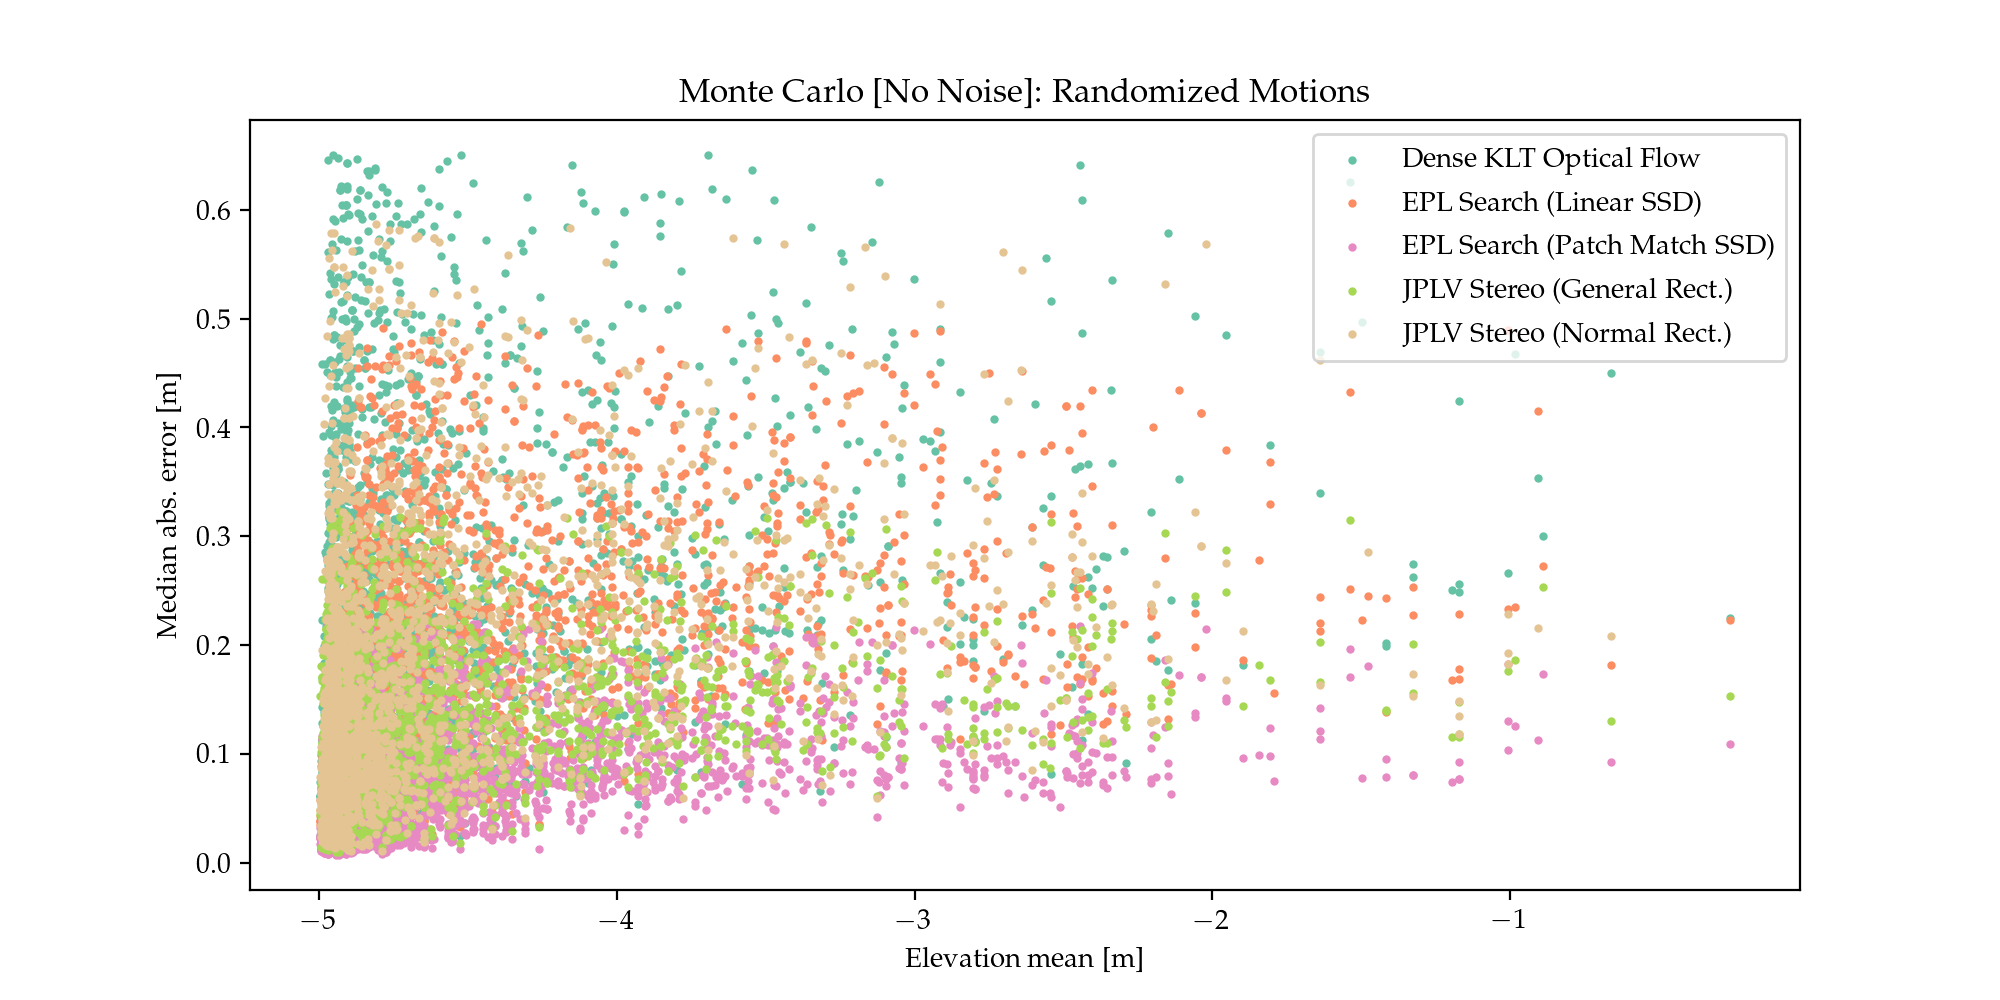 Monte Carlo [No Noise]: Randomized Motions
Dense KLT Optical Flow
EPL Search (Linear SSD)
EPL Search (Patch Match SSD)
JPLV Stereo (General Rect.)
JPLV Stereo (Normal Rect.)
Median abs. error [m]
0.6
0.5
0.4
0.3
0.2
0.1
0.0
−5 −4 −3 −2 −1
Elevation mean [m]